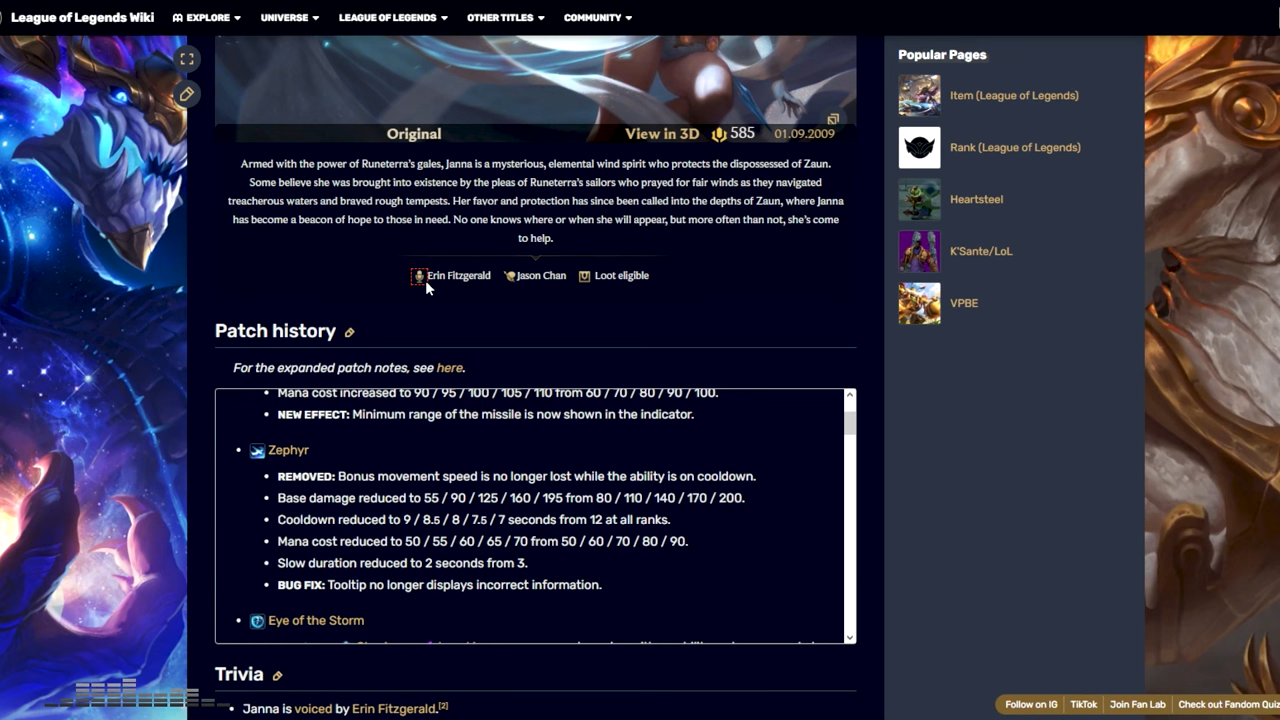 League of Legends Wiki EXPLORE UNIVERSE LEAGUE OF LEGENDS OTHER TITLES COMMUNITY
Original View in 3D 585 01.09.2009
Armed with the power of Runeterra's gales, Janna is a mysterious, elemental wind spirit who protects the dispossessed of Zaun.
Some believe she was brought into existence by the pleas of Runeterra's sailors who prayed for fair winds as they navigated
treacherous waters and braved rough tempests. Her favor and protection has since been called into the depths of Zaun, where Janna
has become a beacon of hope to those in need. No one knows where or when she will appear, but more often than not, she's come
to help.
Erin Fitzgerald Jason Chan Loot eligible
Patch history
For the expanded patch notes, see here.
• Mana cost increased to 90 / 95 / 100 / 105 / 110 from 60 / 70 / 80 / 90 / 100.
• NEW EFFECT: Minimum range of the missile is now shown in the indicator.
• Zephyr
• REMOVED: Bonus movement speed is no longer lost while the ability is on cooldown.
• Base damage reduced to 55 / 90 / 125 / 160 / 195 from 80 / 110 / 140 / 170 / 200.
• Cooldown reduced to 9 / 8.5 / 8 / 7.5 / 7 seconds from 12 at all ranks.
• Mana cost reduced to 50 / 55 / 60 / 65 / 70 from 50 / 60 / 70 / 80 / 90.
• Slow duration reduced to 2 seconds from 3.
• BUG FIX: Tooltip no longer displays incorrect information.
• Eye of the Storm
Trivia
• Janna is voiced by Erin Fitzgerald.[2]
Popular Pages
Item (League of Legends)
Rank (League of Legends)
Heartsteel
K'Sante/LoL
VPBE
Follow on IG TikTok Join Fan Lab Check out Fandom Quiz